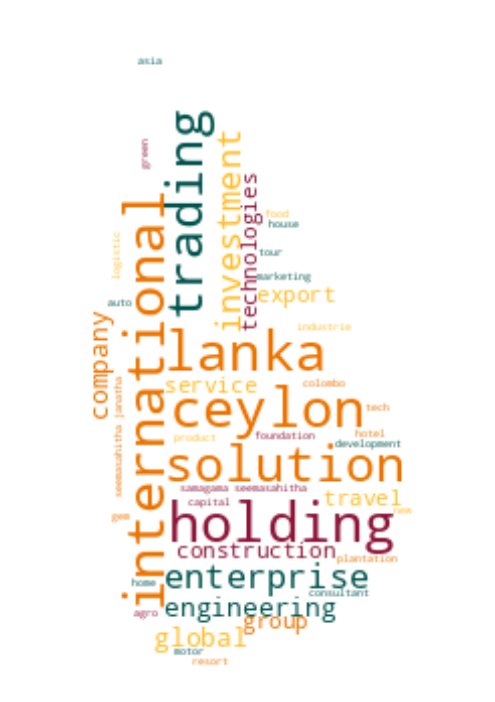 asia
green
trading
investment
technologies
international
food
house
logistic
tour
marketing
export
auto
company
industrie
lanka
service
colombo
seemasahitha janatha
ceylon
tech
product
foundation
hotel
development
solution
samagama seemasahitha
capital
travel
new
gem
holding
construction
plantation
home
enterprise
consultant
agro
engineering
group
global
motor
resort